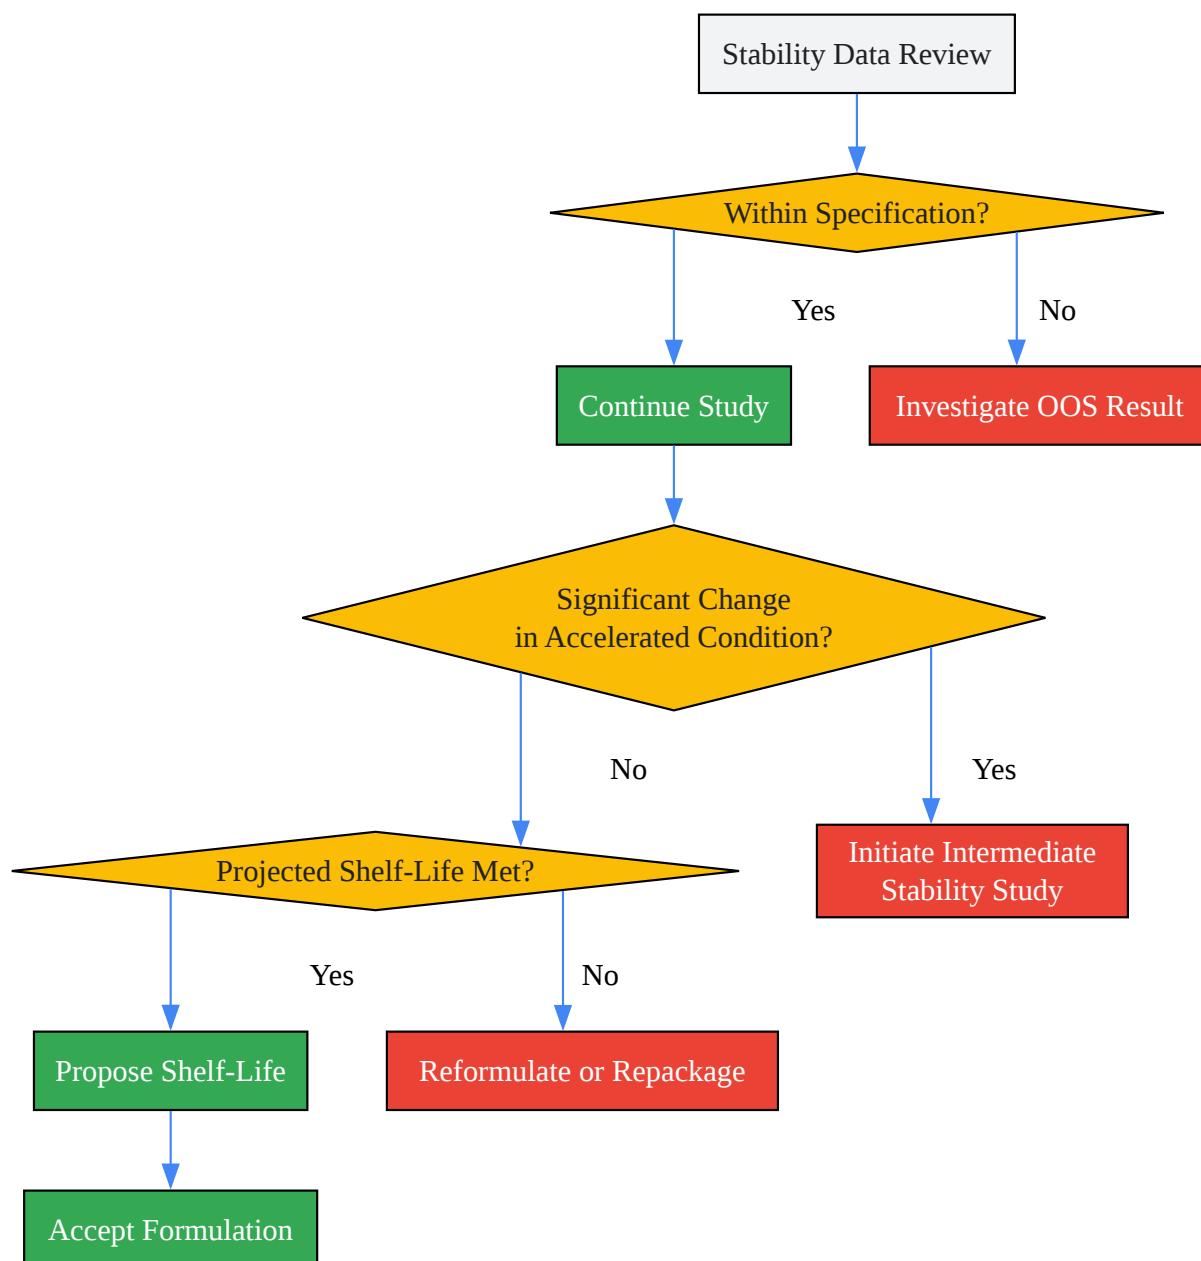 Stability Data Review
Within Specification?
Yes
No
Continue Study
Investigate OOS Result
Significant Change
in Accelerated Condition?
No
Yes
Initiate Intermediate
Stability Study
Projected Shelf-Life Met?
Yes
No
Propose Shelf-Life
Reformulate or Repackage
Accept Formulation